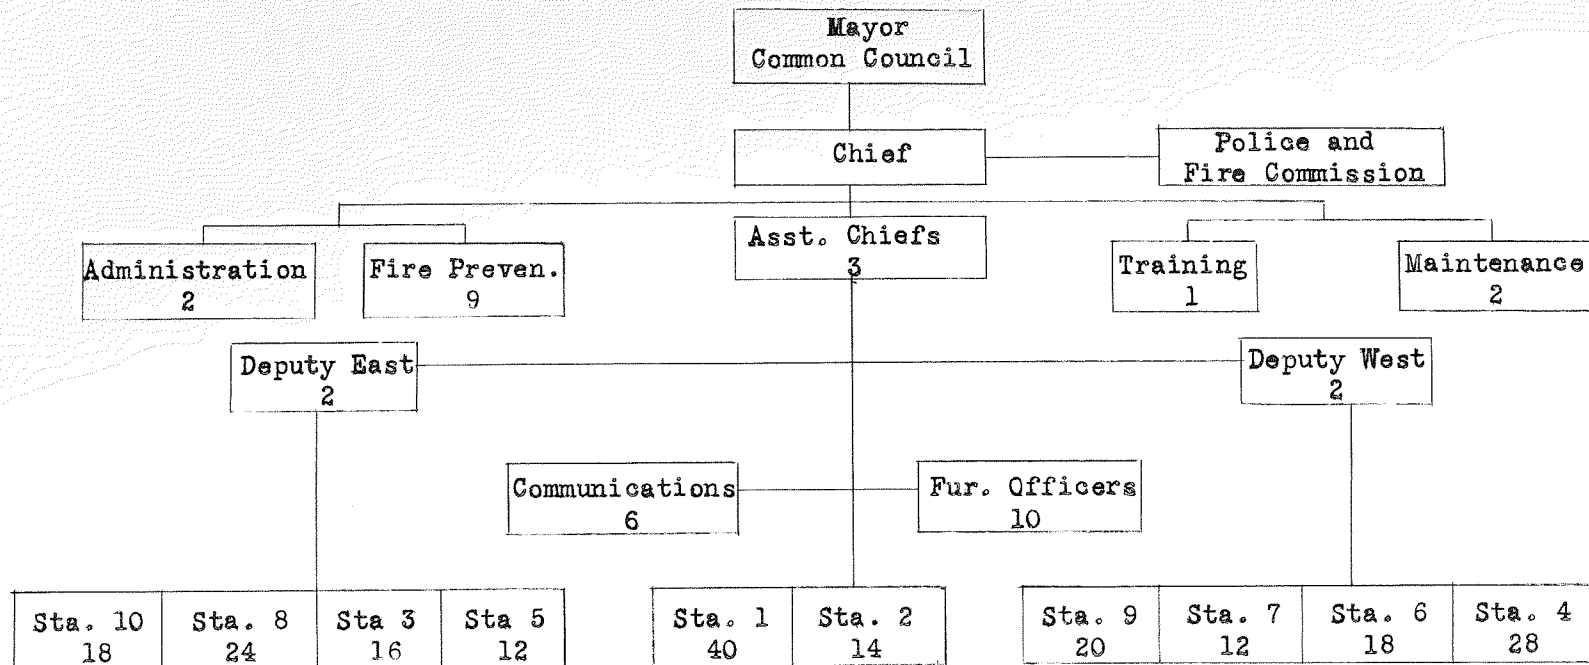 Mayor
Common Council
Chief
Police and
Fire Commission
Administration
2
Fire Preven.
9
Asst. Chiefs
3
Training
1
Maintenance
2
Deputy East
2
Deputy West
2
Communications
6
Fur. Officers
10
Sta. 10
18
Sta. 8
24
Sta 3
16
Sta 5
12
Sta. 1
40
Sta. 2
14
Sta. 9
20
Sta. 7
12
Sta. 6
18
Sta. 4
28